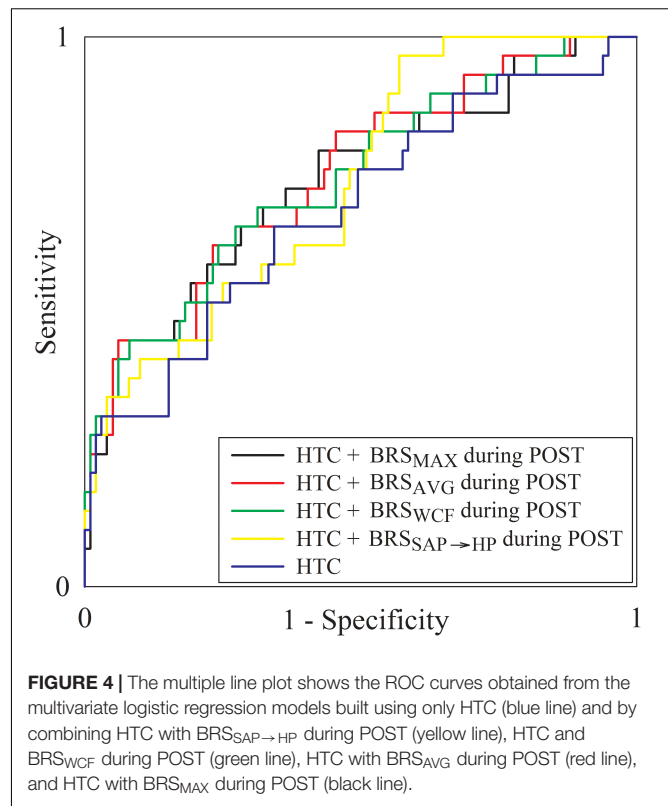 1
Sensitivity
HTC + BRSMAX during POST
HTC + BRSAVG during POST
HTC + BRSWCF during POST
HTC + BRSSAP→HP during POST
HTC
0
0
1 - Specificity
1
FIGURE 4 | The multiple line plot shows the ROC curves obtained from the
multivariate logistic regression models built using only HTC (blue line) and by
combining HTC with BRSSAP→HP during POST (yellow line), HTC and
BRSWCF during POST (green line), HTC with BRSAVG during POST (red line),
and HTC with BRSMAX during POST (black line).